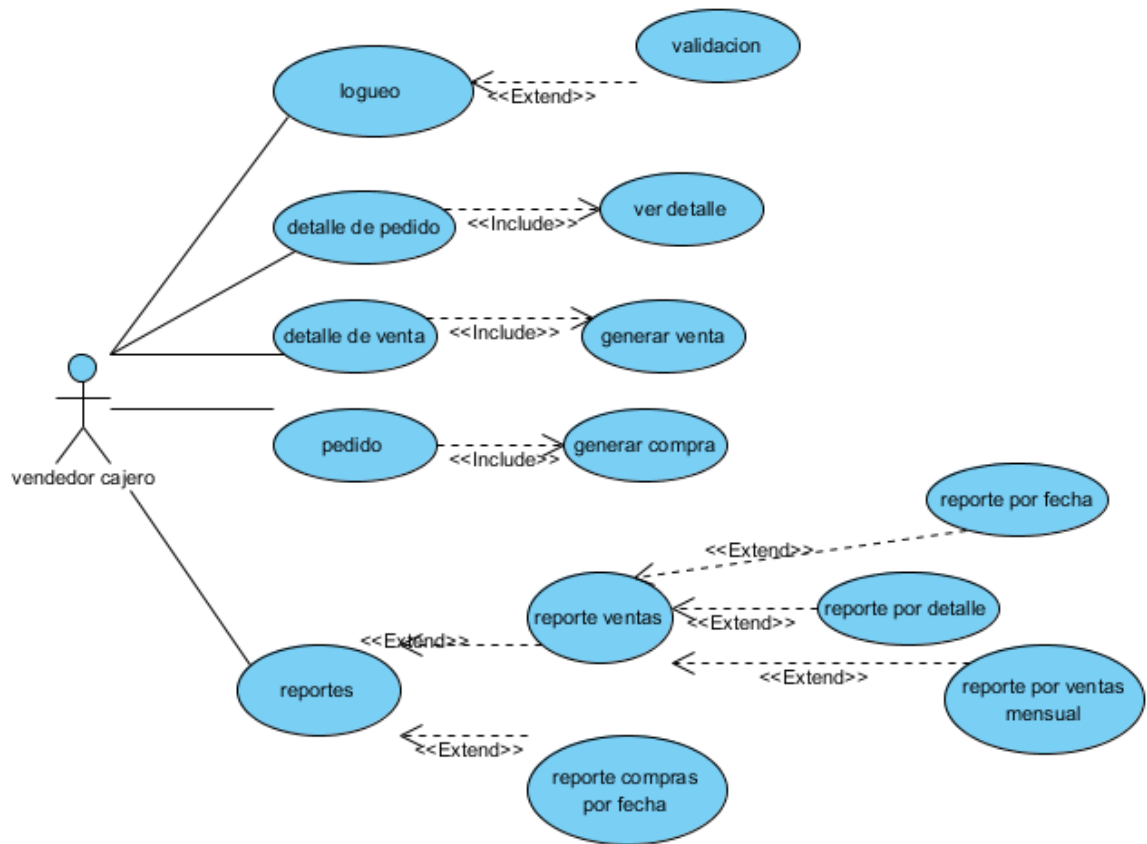 validacion
logueo
<<Extend>>
ver detalle
detalle de pedido
<<Include>>
detalle de venta
<<Include>>
generar venta
pedido
<<Include>>
generar compra
vendedor cajero
reporte por fecha
<<Extend>>
reporte ventas
reporte por detalle
<<Extend>>
<<Extend>>
<<Extend>>
reportes
reporte por ventas
mensual
<<Extend>>
reporte compras
por fecha